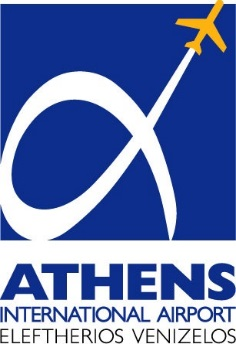 ATHENS
INTERNATIONAL AIRPORT
ELEFTHERIOS VENIZELOS